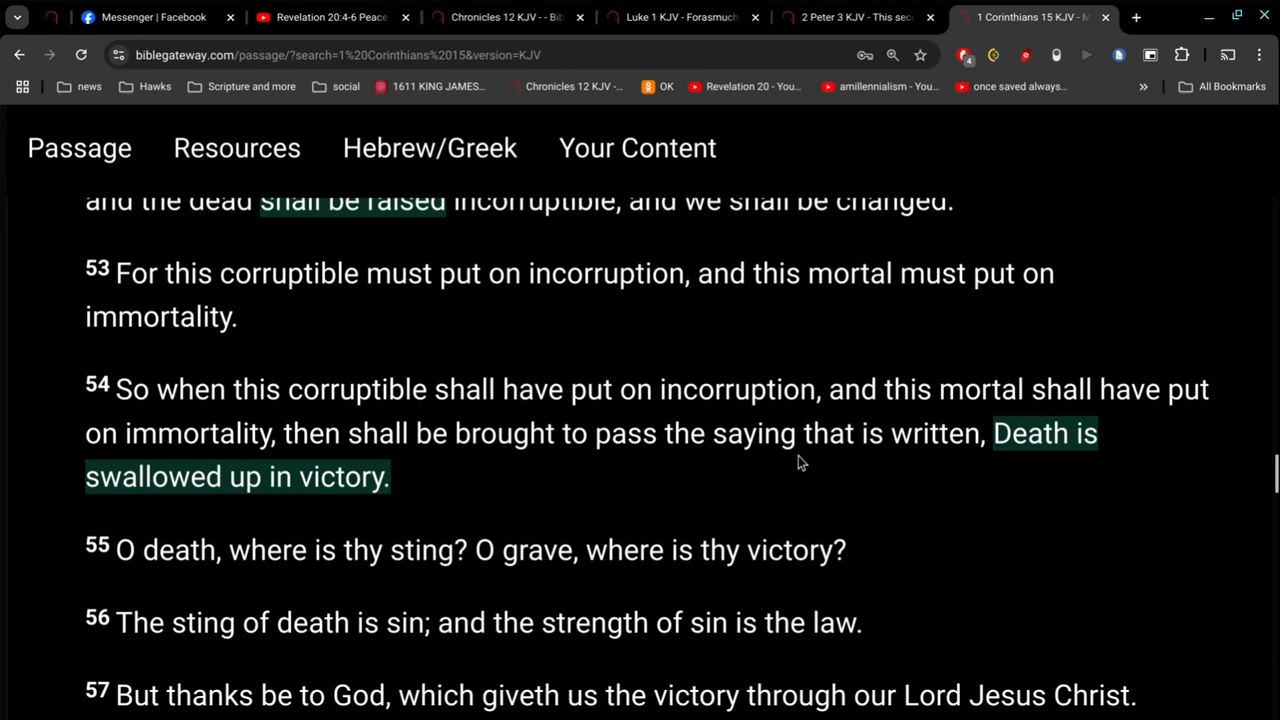 Messenger | Facebook
Revelation 20:4-6 Peace
Chronicles 12 KJV - - Bib
Luke 1 KJV - Forasmuch
2 Peter 3 KJV - This sec
1 Corinthians 15 KJV - M
biblegateway.com/passage/?search=1%20Corinthians%2015&version=KJV
4
news
Hawks
Scripture and more
social
1611 KING JAMES...
Chronicles 12 KJV -...
OK
Revelation 20 - You...
amillennialism - You...
once saved always...
All Bookmarks
Passage Resources Hebrew/Greek Your Content
and the dead shall be raised incorruptible, and we shall be changed.
53 For this corruptible must put on incorruption, and this mortal must put on
immortality.
54 So when this corruptible shall have put on incorruption, and this mortal shall have put
on immortality, then shall be brought to pass the saying that is written, Death is
swallowed up in victory.
55 O death, where is thy sting? O grave, where is thy victory?
56 The sting of death is sin; and the strength of sin is the law.
57 But thanks be to God, which giveth us the victory through our Lord Jesus Christ.